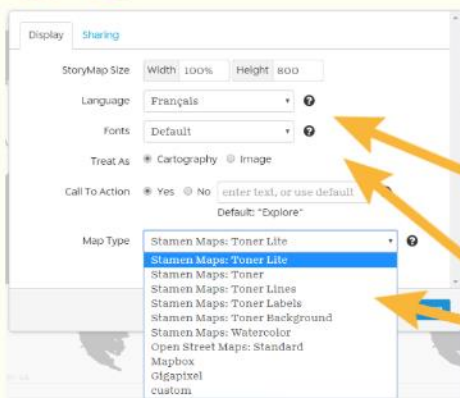 Display Sharing
StoryMap Size Width 100% Height 800
Language Français
Fonts Default
Treat As Cartography Image
Call To Action Yes No enter text, or use default
Default: "Explore"
Map Type Stamen Maps: Toner Lite
Stamen Maps: Toner Lite
Stamen Maps: Toner
Stamen Maps: Toner Lines
Stamen Maps: Toner Labels
Stamen Maps: Toner Background
Stamen Maps: Watercolor
Open Street Maps: Standard
Mapbox
Gigapixel
custom